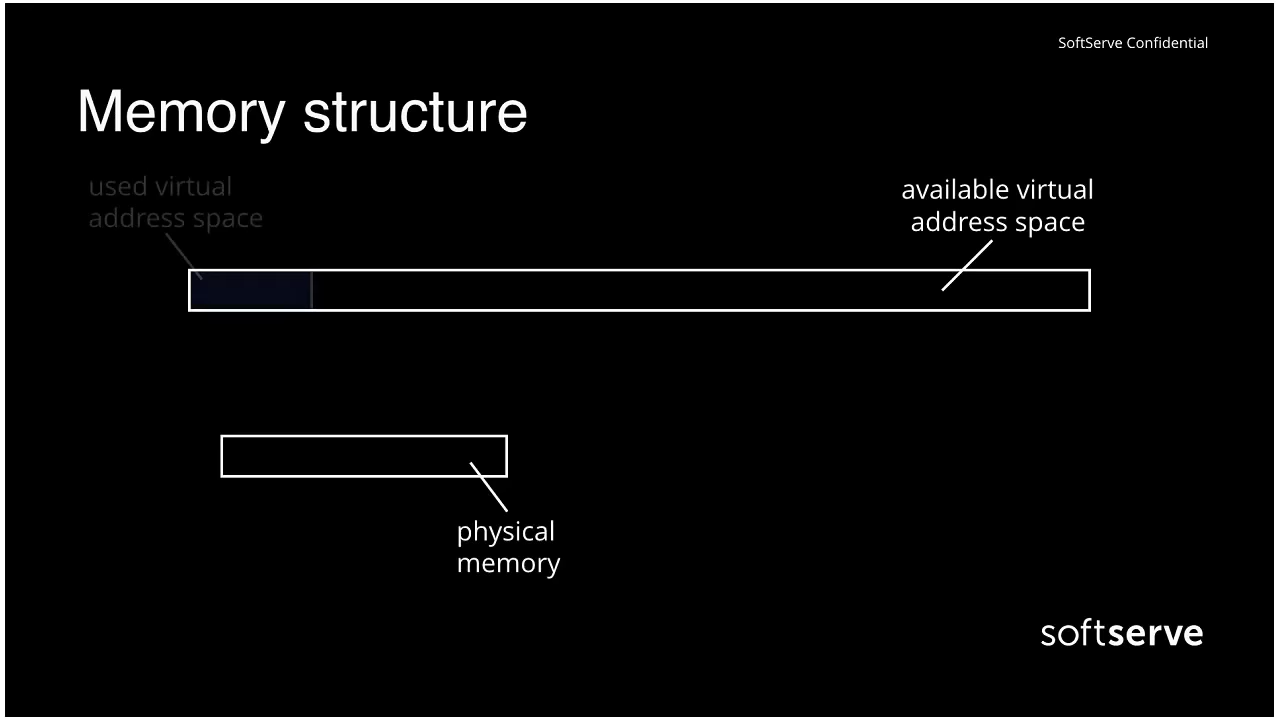 SoftServe Confidential
Memory structure
used virtual
address space
available virtual
address space
physical
memory
softserve